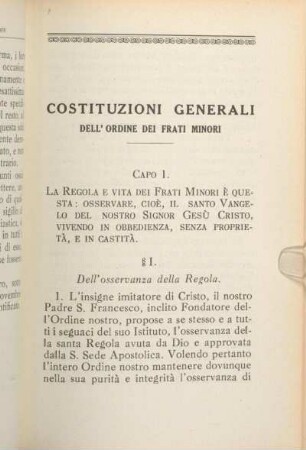 COSTITUZIONI GENERALI
DELL'ORDINE DEI FRATI MINORI
CAPO 1.
LA REGOLA E VITA DEI FRATI MINORI È QUE-
STA: OSSERVARE, CIOÈ, IL SANTO VANGE-
LO DEL NOSTRO SIGNOR GESÙ CRISTO,
VIVENDO IN OBBEDIENZA, SENZA PROPRIE-
TÀ, E IN CASTITÀ.
§ I.
Dell'osservanza della Regola.
1. L'insigne imitatore di Cristo, il nostro
Padre S. Francesco, inclito Fondatore del-
l'Ordine nostro, propose a se stesso e a tut-
ti i seguaci del suo Istituto, l'osservanza del-
la santa Regola avuta da Dio e approvata
dalla S. Sede Apostolica. Volendo pertanto
l'intero Ordine nostro mantenere dovunque
nella sua purità e integrità l'osservanza di